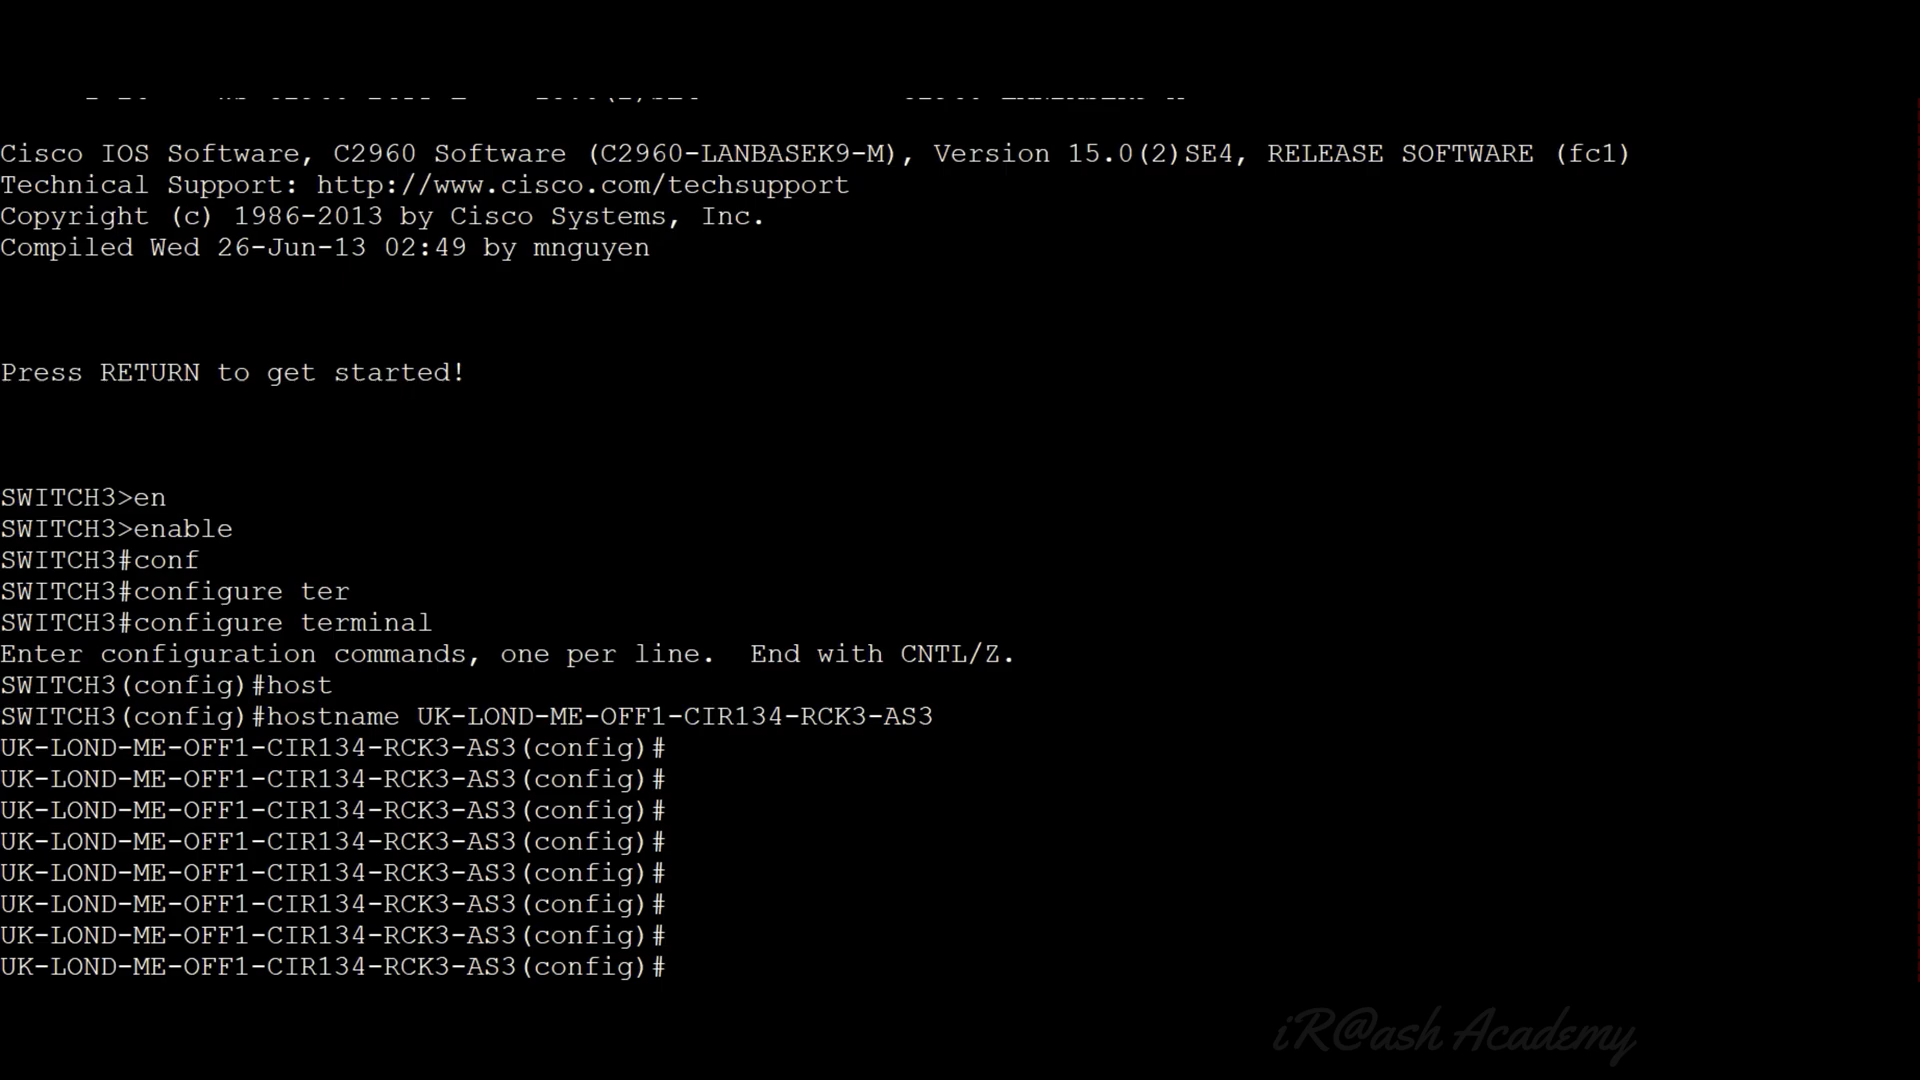 Cisco IOS Software, C2960 Software (C2960-LANBASEK9-M), Version 15.0(2)SE4, RELEASE SOFTWARE (fc1)
Technical Support: http://www.cisco.com/techsupport
Copyright (c) 1986-2013 by Cisco Systems, Inc.
Compiled Wed 26-Jun-13 02:49 by mnguyen
Press RETURN to get started!
SWITCH3>en
SWITCH3>enable
SWITCH3#conf
SWITCH3#configure ter
SWITCH3#configure terminal
Enter configuration commands, one per line.  End with CNTL/Z.
SWITCH3(config)#host
SWITCH3(config)#hostname UK-LOND-ME-OFF1-CIR134-RCK3-AS3
UK-LOND-ME-OFF1-CIR134-RCK3-AS3(config)#
UK-LOND-ME-OFF1-CIR134-RCK3-AS3(config)#
UK-LOND-ME-OFF1-CIR134-RCK3-AS3(config)#
UK-LOND-ME-OFF1-CIR134-RCK3-AS3(config)#
UK-LOND-ME-OFF1-CIR134-RCK3-AS3(config)#
UK-LOND-ME-OFF1-CIR134-RCK3-AS3(config)#
UK-LOND-ME-OFF1-CIR134-RCK3-AS3(config)#
UK-LOND-ME-OFF1-CIR134-RCK3-AS3(config)#
iR@ash Academy